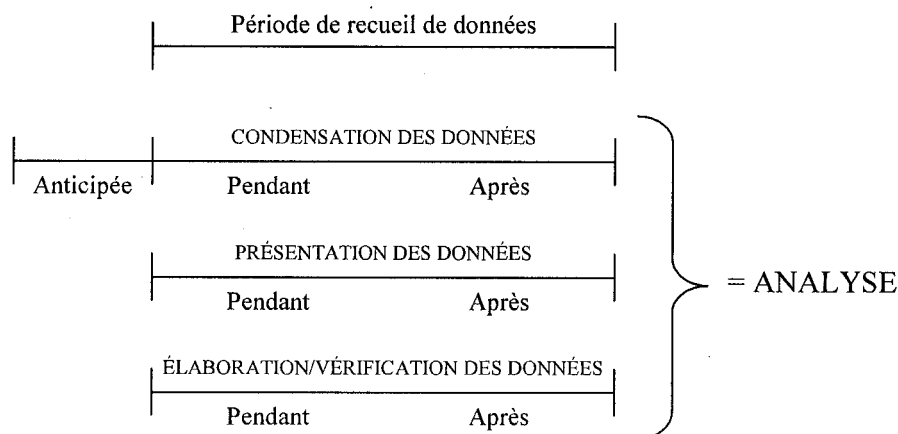 Période de recueil de données
CONDENSATION DES DONNÉES
Anticipée Pendant Après
PRÉSENTATION DES DONNÉES
Pendant Après
= ANALYSE
ÉLABORATION/VÉRIFICATION DES DONNÉES
Pendant Après